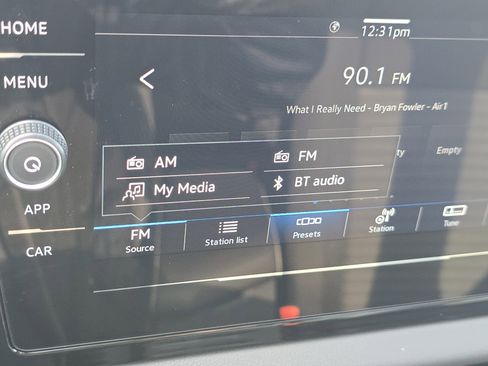 HOME
12:31pm
MENU
90.1 FM
What I Really Need - Bryan Fowler - Air1
AM
FM
Empty
My Media
BT audio
APP
FM
Source
Station list
Presets
Station
Tune
CAR